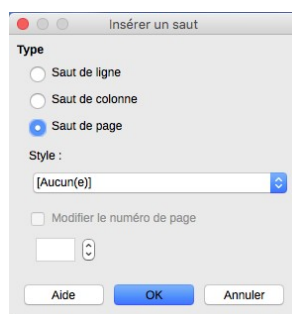 Insérer un saut
Type
Saut de ligne
Saut de colonne
Saut de page
Style :
[Aucun(e)]
Modifier le numéro de page
Aide
OK
Annuler